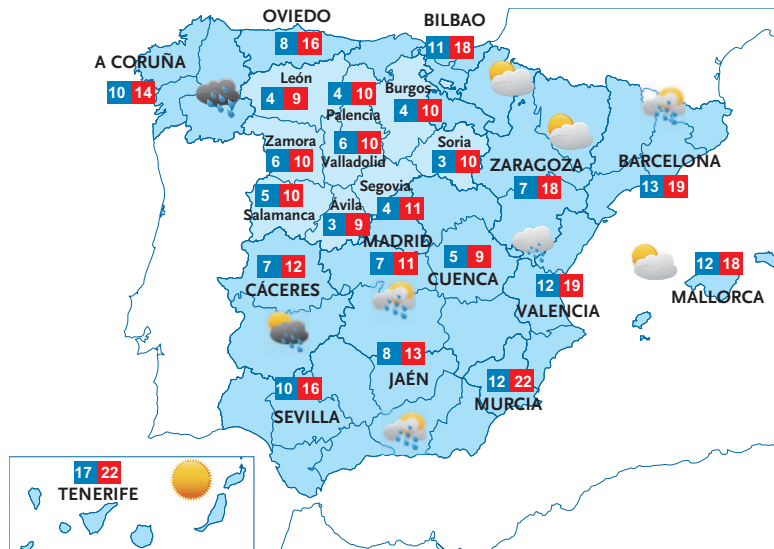 OVIEDO
8 16
BILBAO
11 18
A CORUÑA
10 14
León
4 9
4 10
Palencia
Burgos
4 10
Zamora
6 10
6 10
Valladolid
Soria
3 10
ZARAGOZA
7 18
BARCELONA
13 19
5 10
Salamanca
Ávila
3 9
Segovia
4 11
MADRID
7 11
5 9
CUENCA
7 12
CÁCERES
12 19
VALENCIA
12 18
MALLORCA
8 13
JAÉN
10 16
SEVILLA
12 22
MURCIA
17 22
TENERIFE